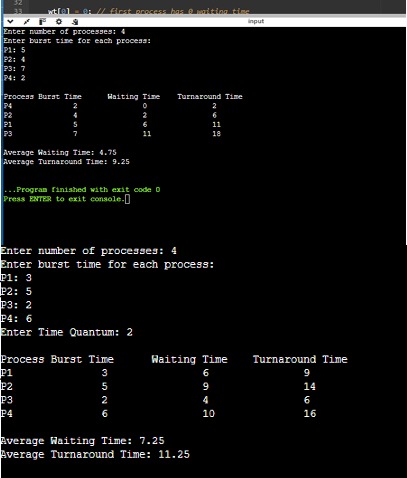 32
33 wt[0] = 0; // first process has 0 waiting time
input
Enter number of processes: 4
Enter burst time for each process:
P1: 5
P2: 4
P3: 7
P4: 2
Process Burst Time Waiting Time Turnaround Time
P4 2 0 2
P2 4 2 6
P1 5 6 11
P3 7 11 18
Average Waiting Time: 4.75
Average Turnaround Time: 9.25
...Program finished with exit code 0
Press ENTER to exit console.
Enter number of processes: 4
Enter burst time for each process:
P1: 3
P2: 5
P3: 2
P4: 6
Enter Time Quantum: 2
Process Burst Time Waiting Time Turnaround Time
P1 3 6 9
P2 5 9 14
P3 2 4 6
P4 6 10 16
Average Waiting Time: 7.25
Average Turnaround Time: 11.25